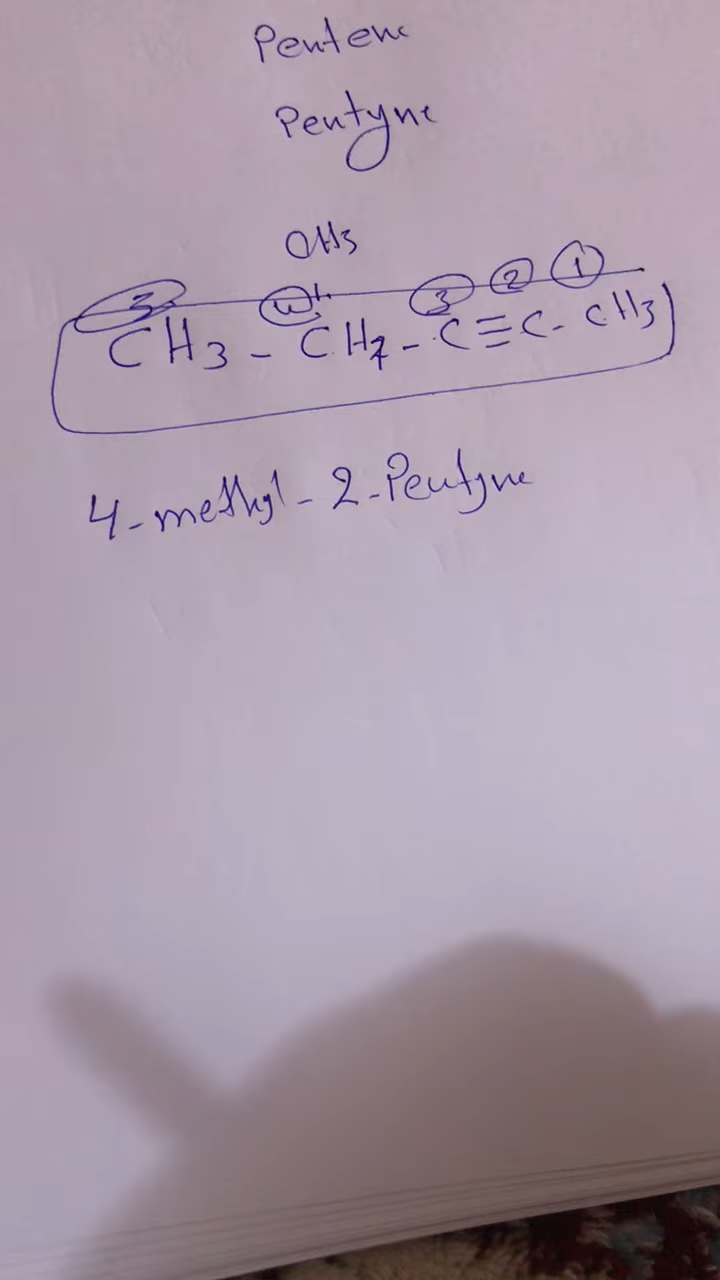 Pentene
Pentyne
CH3
3 4 3 2 1
CH3 - CH2 - C ≡ C - CH3
4-methyl-2-Pentyne